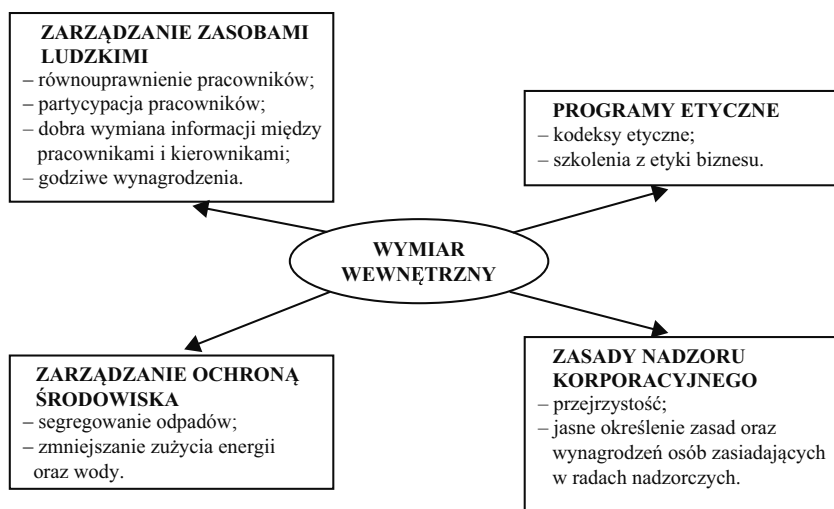 ZARZĄDZANIE ZASOBAMI
LUDZKIMI
– równouprawnienie pracowników;
– partycypacja pracowników;
– dobra wymiana informacji między
pracownikami i kierownikami;
– godziwe wynagrodzenia.
PROGRAMY ETYCZNE
– kodeksy etyczne;
– szkolenia z etyki biznesu.
WYMIAR
WEWNĘTRZNY
ZARZĄDZANIE OCHRONĄ
ŚRODOWISKA
– segregowanie odpadów;
– zmniejszanie zużycia energii
oraz wody.
ZASADY NADZORU
KORPORACYJNEGO
– przejrzystość;
– jasne określenie zasad oraz
wynagrodzeń osób zasiadających
w radach nadzorczych.